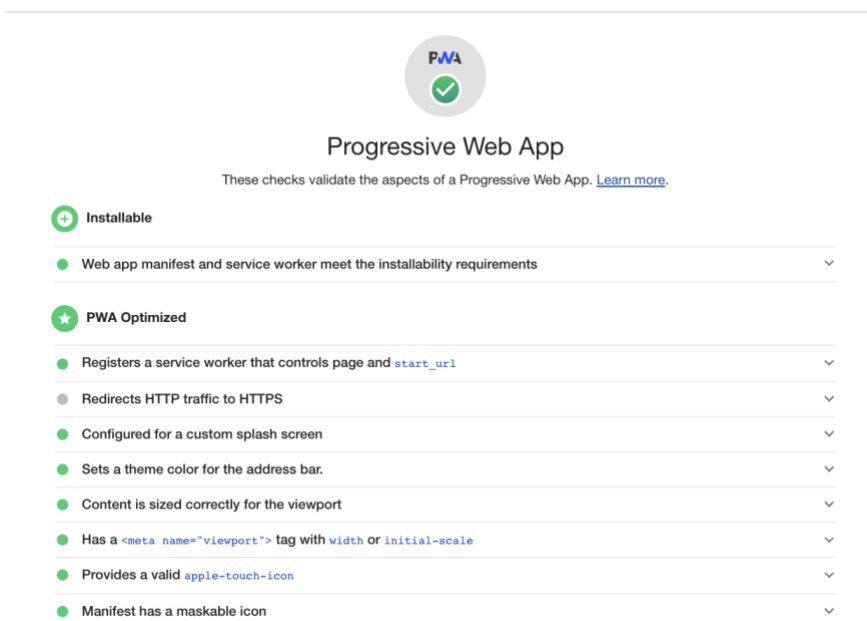 PWA
Progressive Web App
These checks validate the aspects of a Progressive Web App. Learn more.
Installable
Web app manifest and service worker meet the installability requirements
PWA Optimized
Registers a service worker that controls page and start_url
Redirects HTTP traffic to HTTPS
Configured for a custom splash screen
Sets a theme color for the address bar.
Content is sized correctly for the viewport
Has a <meta name="viewport"> tag with width or initial-scale
Provides a valid apple-touch-icon
Manifest has a maskable icon